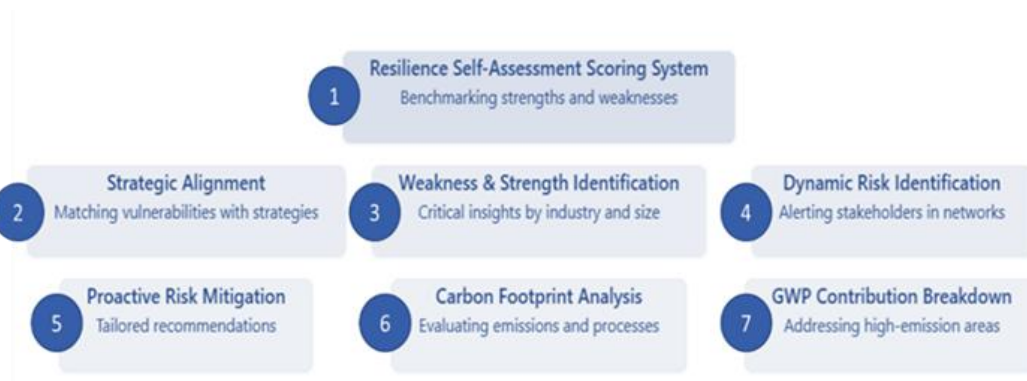 1
Resilience Self-Assessment Scoring System
Benchmarking strengths and weaknesses
2
Strategic Alignment
Matching vulnerabilities with strategies
3
Weakness & Strength Identification
Critical insights by industry and size
4
Dynamic Risk Identification
Alerting stakeholders in networks
5
Proactive Risk Mitigation
Tailored recommendations
6
Carbon Footprint Analysis
Evaluating emissions and processes
7
GWP Contribution Breakdown
Addressing high-emission areas